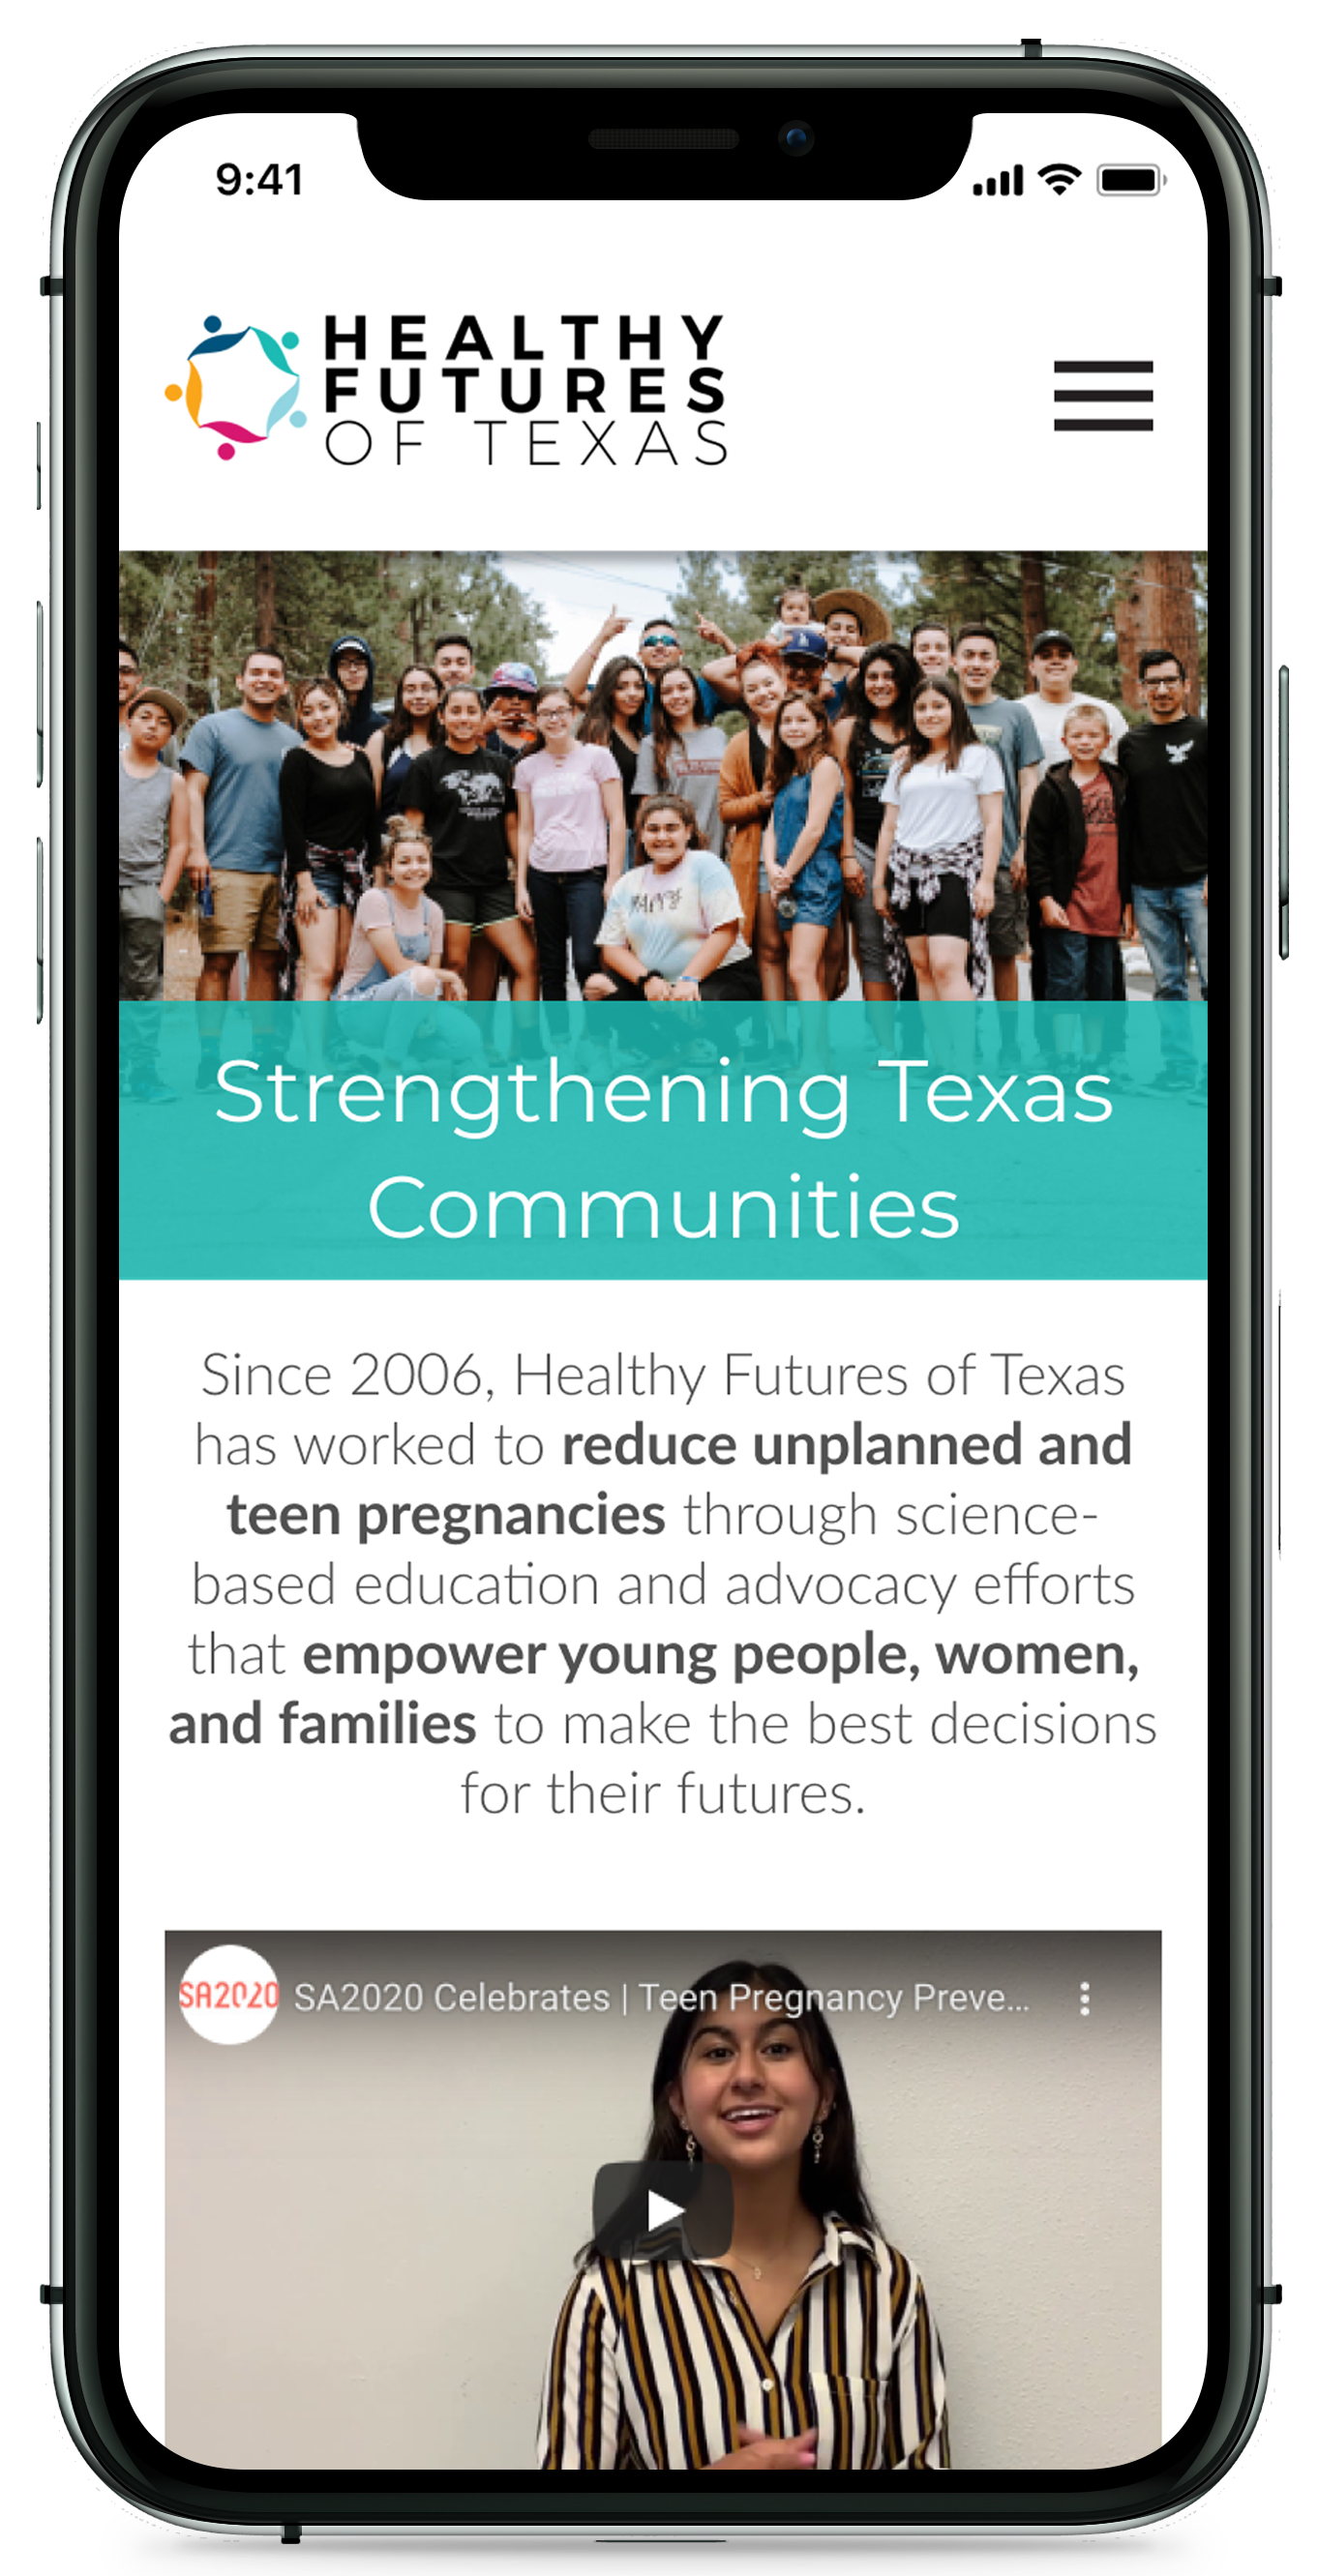 9:41
HEALTHY
FUTURES
OF TEXAS
HAPPY
Strengthening Texas
Communities
Since 2006, Healthy Futures of Texas
has worked to reduce unplanned and
teen pregnancies through science-
based education and advocacy efforts
that empower young people, women,
and families to make the best decisions
for their futures.
SA2020
SA2020 Celebrates | Teen Pregnancy Preve...